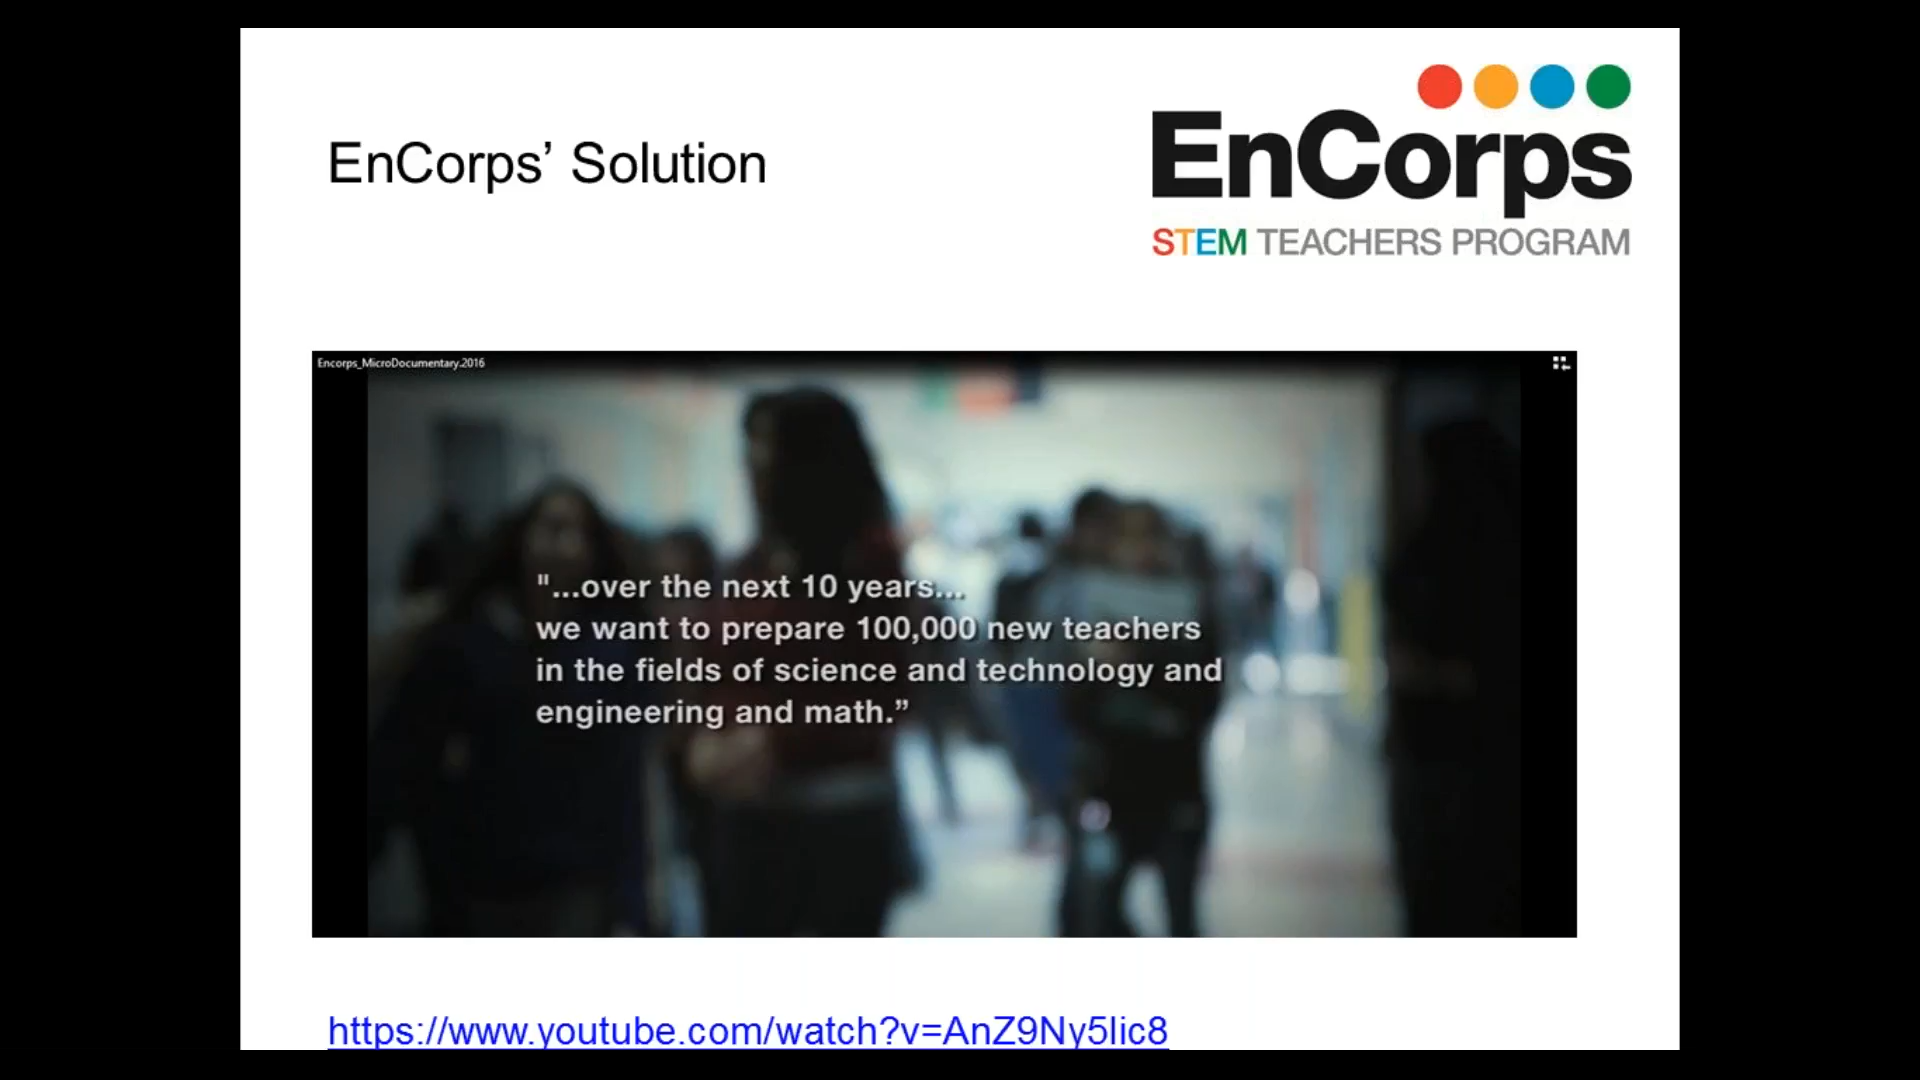 EnCorps’ Solution
EnCorps
STEM TEACHERS PROGRAM
Encorps_MicroDocumentary.2016
"...over the next 10 years...
we want to prepare 100,000 new teachers
in the fields of science and technology and
engineering and math.”
https://www.youtube.com/watch?v=AnZ9Ny5lic8